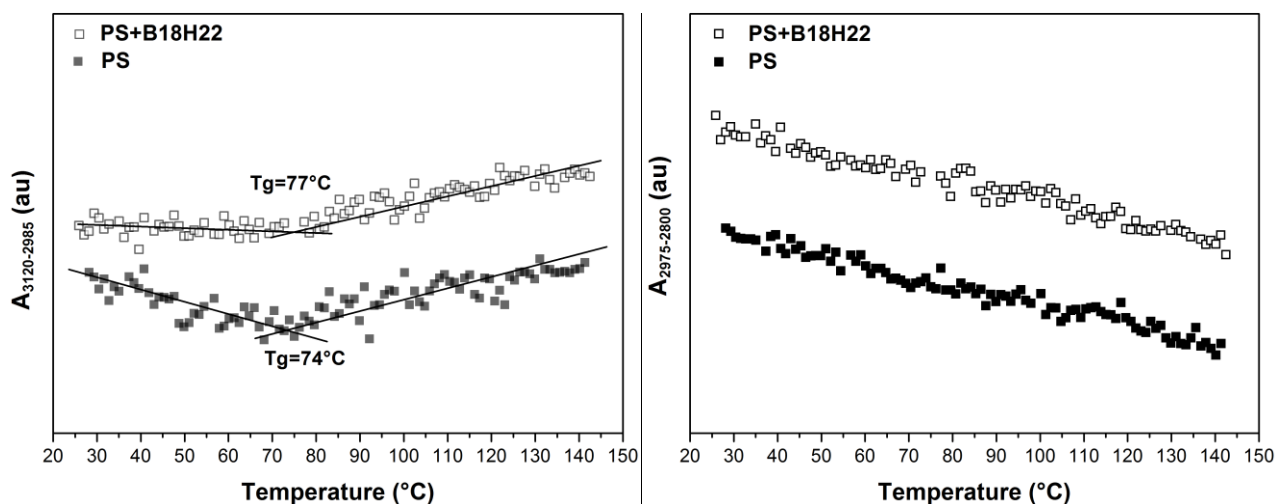 PS+B18H22
PS
A3120-2985 (au)
Tg=77°C
Tg=74°C
20 30 40 50 60 70 80 90 100 110 120 130 140 150
Temperature (°C)
PS+B18H22
PS
A2975-2800 (au)
20 30 40 50 60 70 80 90 100 110 120 130 140 150
Temperature (°C)